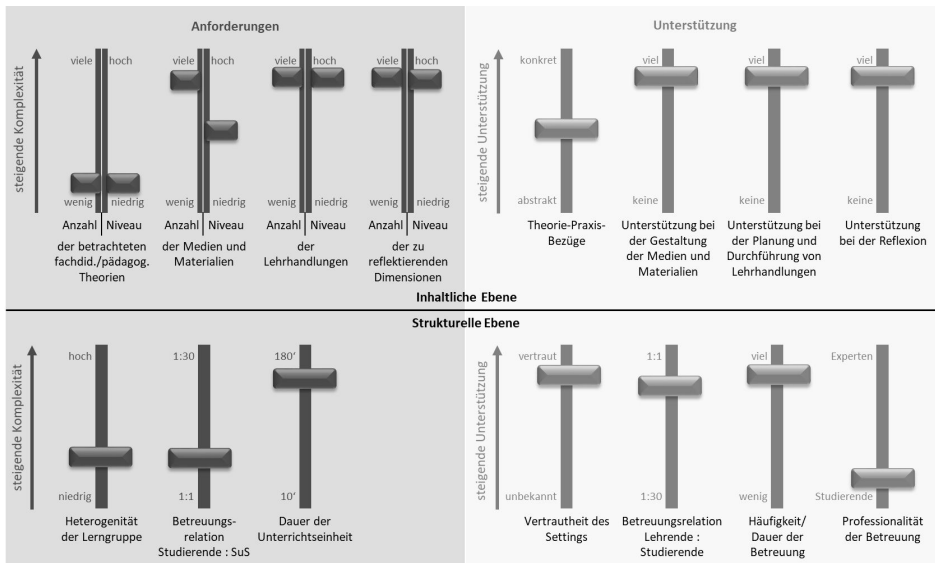 Anforderungen
steigende Komplexität
viele hoch
wenig niedrig
Anzahl Niveau
der betrachteten
fachdid./pädagog.
Theorien
viele hoch
wenig niedrig
Anzahl Niveau
der Medien und
Materialien
viele hoch
wenig niedrig
Anzahl Niveau
der
Lehrhandlungen
viele hoch
wenig niedrig
Anzahl Niveau
der zu
reflektierenden
Dimensionen
Unterstützung
steigende Unterstützung
konkret
abstrakt
Theorie-Praxis-
Bezüge
viel
keine
Unterstützung bei
der Gestaltung
der Medien und
Materialien
viel
keine
Unterstützung bei
der Planung und
Durchführung von
Lehrhandlungen
viel
keine
Unterstützung
bei der Reflexion
Inhaltliche Ebene
Strukturelle Ebene
steigende Komplexität
hoch
niedrig
Heterogenität
der Lerngruppe
1:30
1:1
Betreuungs-
relation
Studierende : SuS
180‘
10‘
Dauer der
Unterrichtseinheit
steigende Unterstützung
vertraut
unbekannt
Vertrautheit des
Settings
1:1
1:30
Betreuungsrelation
Lehrende :
Studierende
viel
wenig
Häufigkeit/
Dauer der
Betreuung
Experten
Studierende
Professionalität
der Betreuung